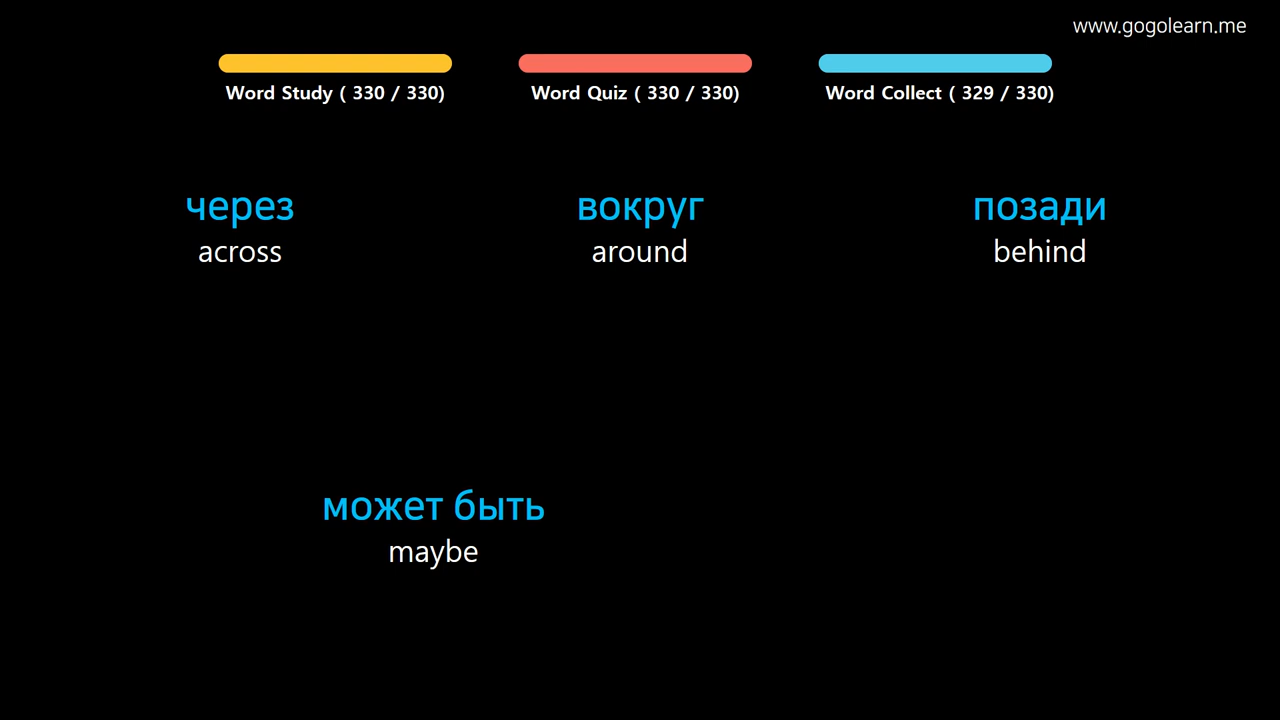 www.gogolearn.me
Word Study ( 330 / 330)
Word Quiz ( 330 / 330)
Word Collect ( 329 / 330)
через
across
вокруг
around
позади
behind
может быть
maybe